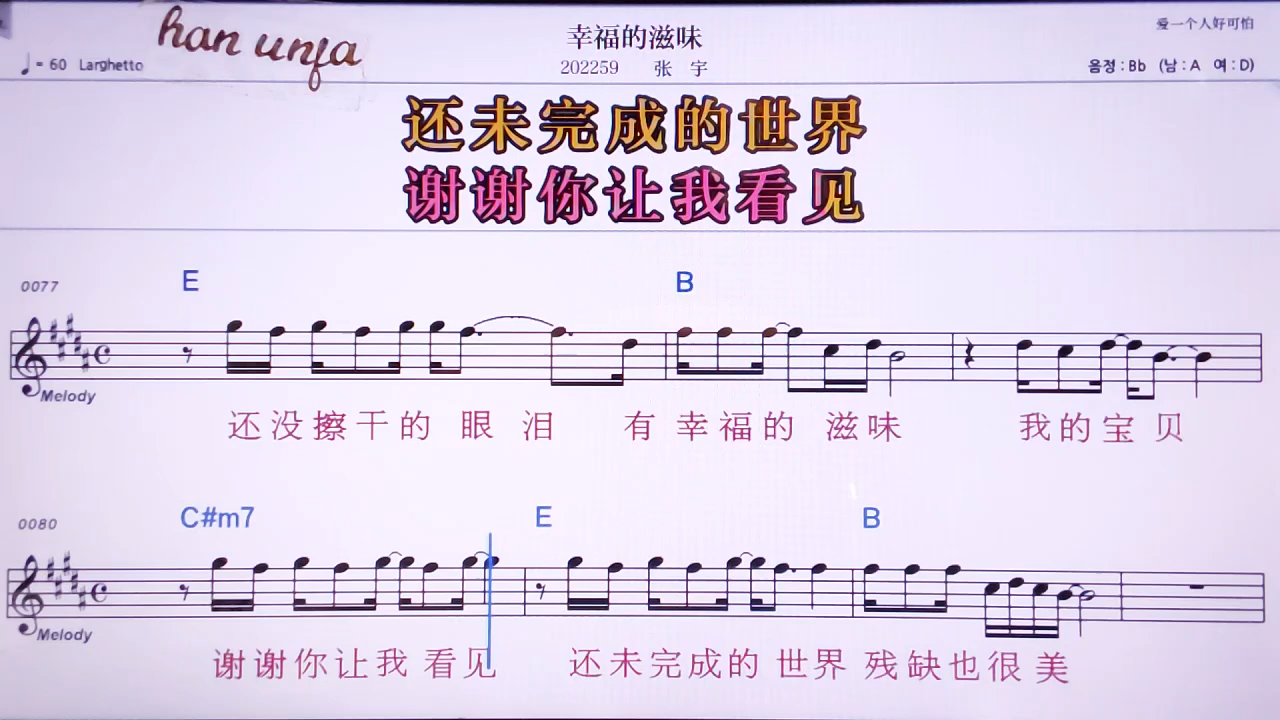 han unfa
幸福的滋味
爱一个人好可怕
♩= 60 Larghetto
202259 张 宇
음정 : Bb (남 : A 여 : D)
还未完成的世界
谢谢你让我看见
0077
E B
Melody
还没擦干的眼泪 有幸福的滋味 我的宝贝
0080
C#m7 E B
Melody
谢谢你让我看见 还未完成的世界残缺也很美